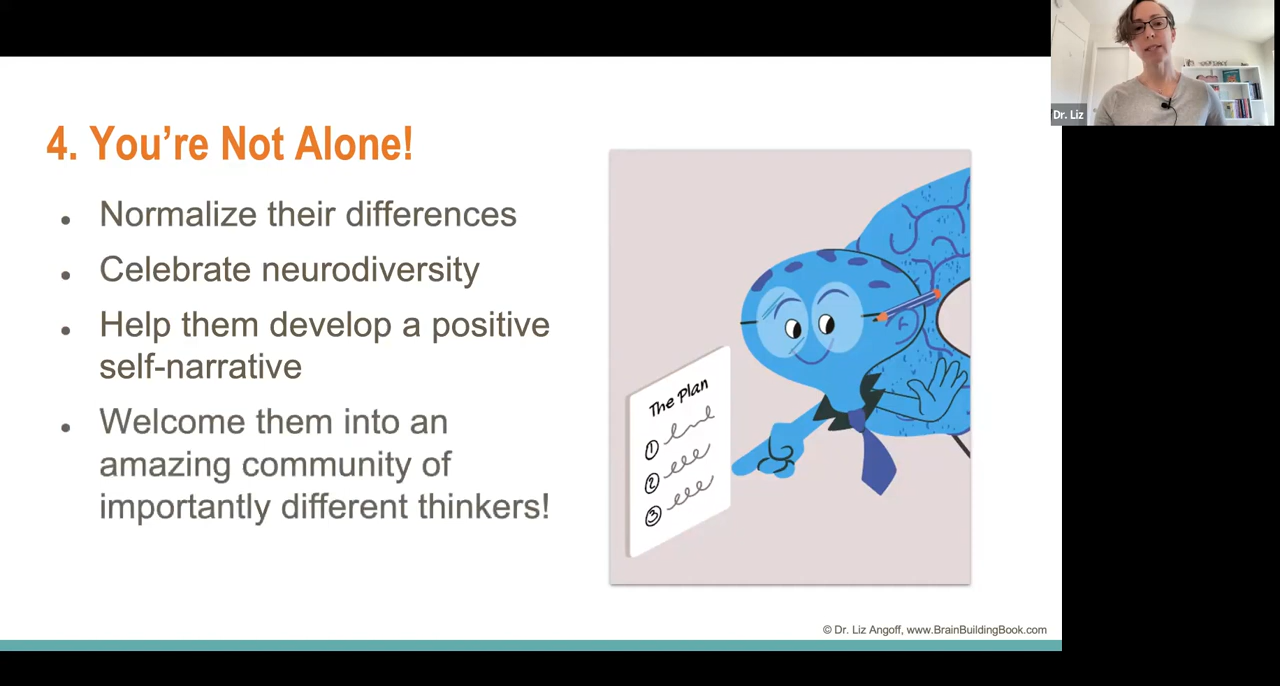 Dr. Liz
4. You’re Not Alone!
Normalize their differences
Celebrate neurodiversity
Help them develop a positive
self-narrative
Welcome them into an
amazing community of
importantly different thinkers!
The Plan
1
2
3
© Dr. Liz Angoff, www.BrainBuildingBook.com